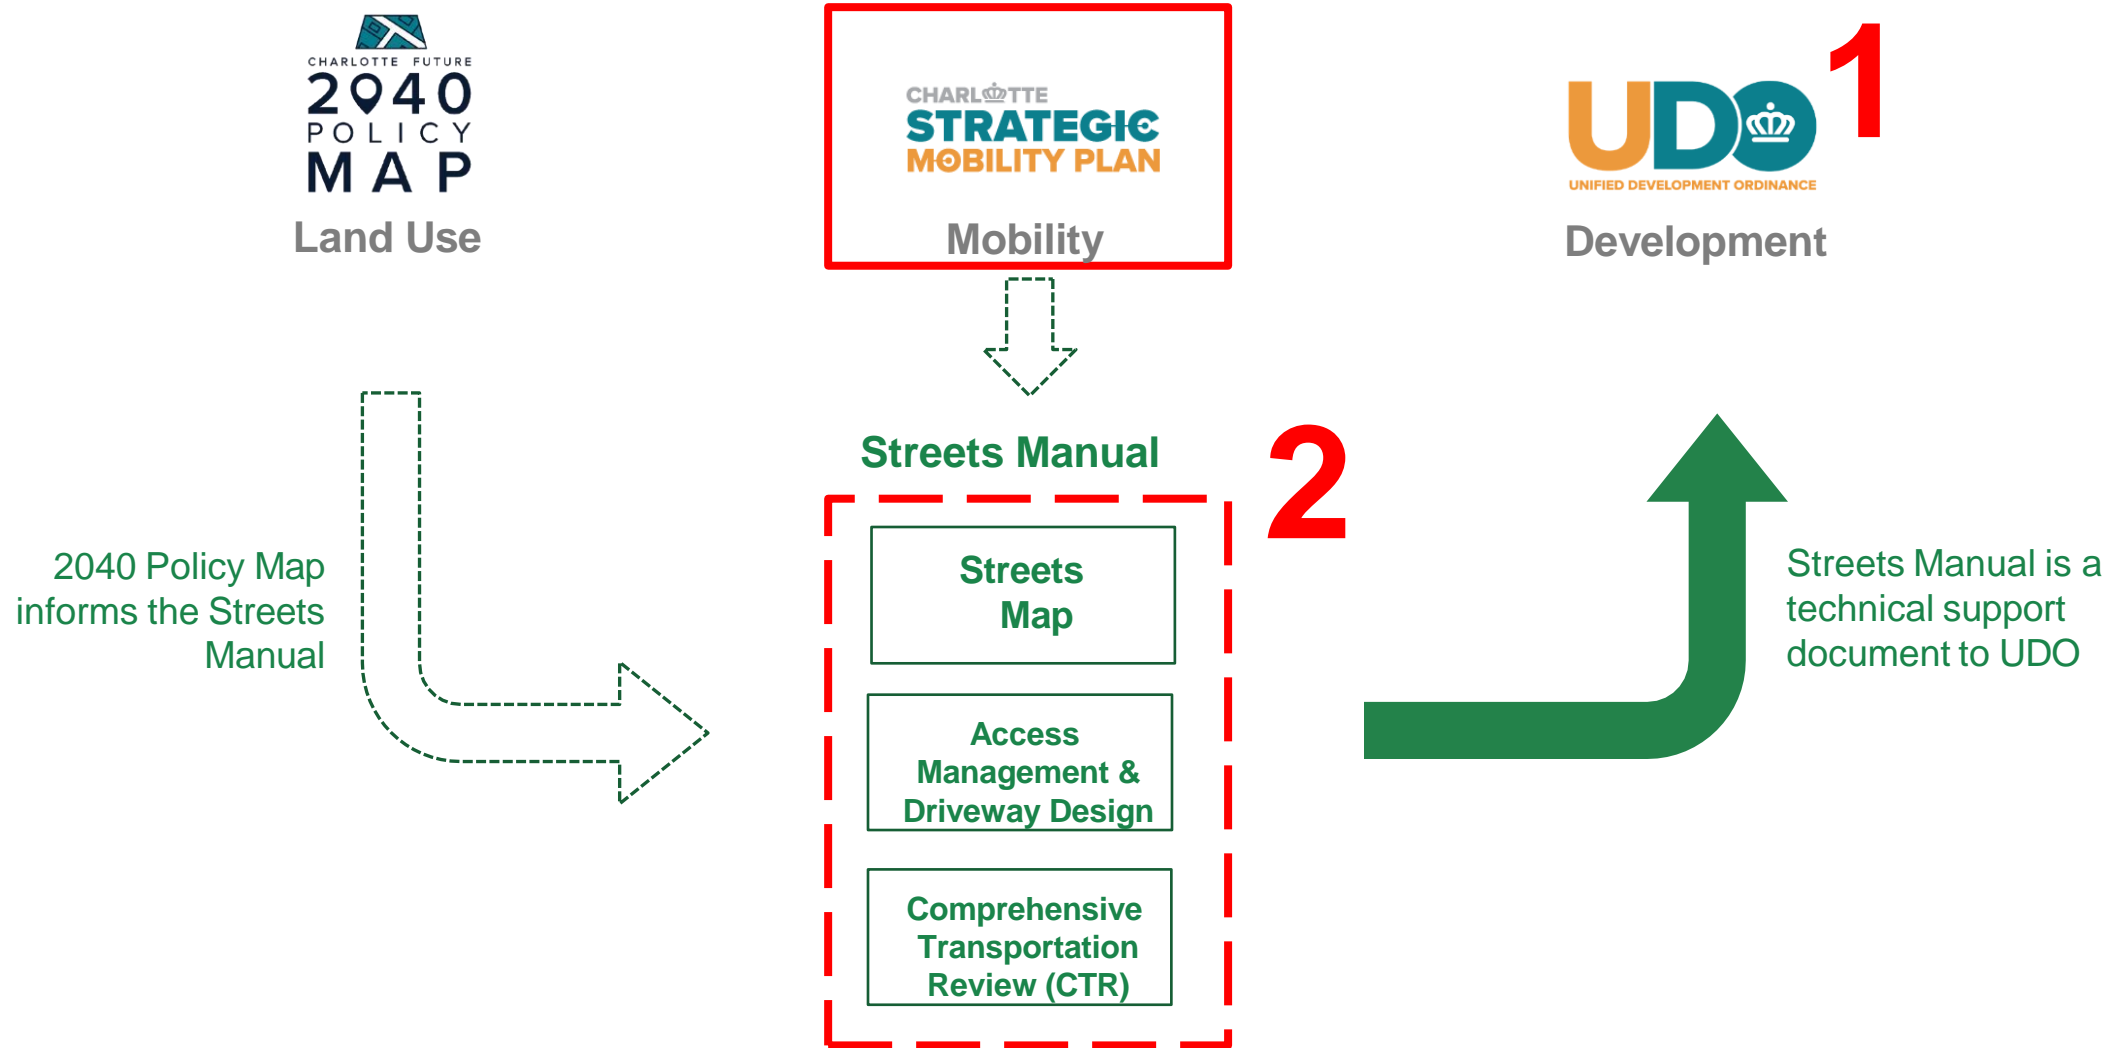 CHARLOTTE FUTURE
2040
POLICY
MAP
Land Use
CHARLOTTE
STRATEGIC
MOBILITY PLAN
Mobility
UDO
UNIFIED DEVELOPMENT ORDINANCE
Development
1
2040 Policy Map
informs the Streets
Manual
Streets Manual
2
Streets
Map
Access
Management &
Driveway Design
Comprehensive
Transportation
Review (CTR)
Streets Manual is a
technical support
document to UDO